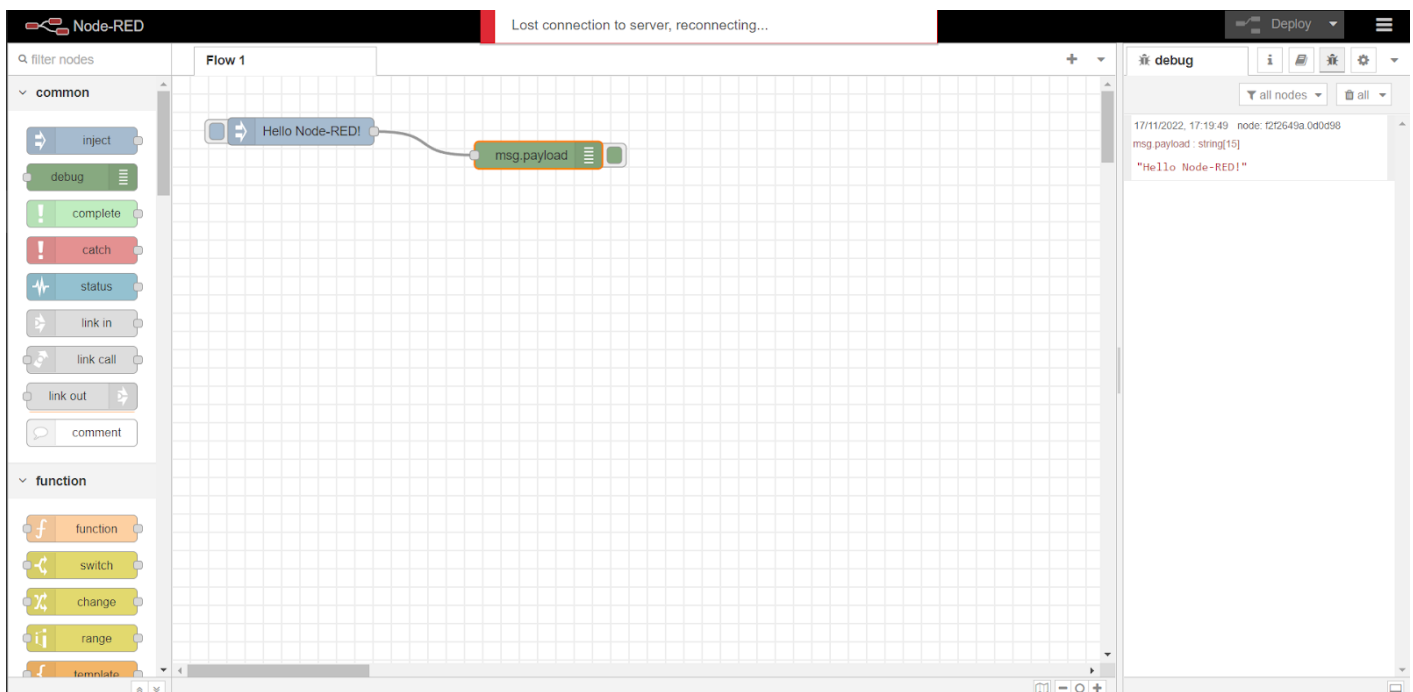 Node-RED
Lost connection to server, reconnecting...
Deploy
filter nodes
Flow 1
debug
i
all nodes
all
common
inject
debug
complete
catch
status
link in
link call
link out
comment
function
function
switch
change
range
template
Hello Node-RED!
msg.payload
17/11/2022, 17:19:49 node: f2f2649a.0d0d98
msg.payload : string[15]
"Hello Node-RED!"